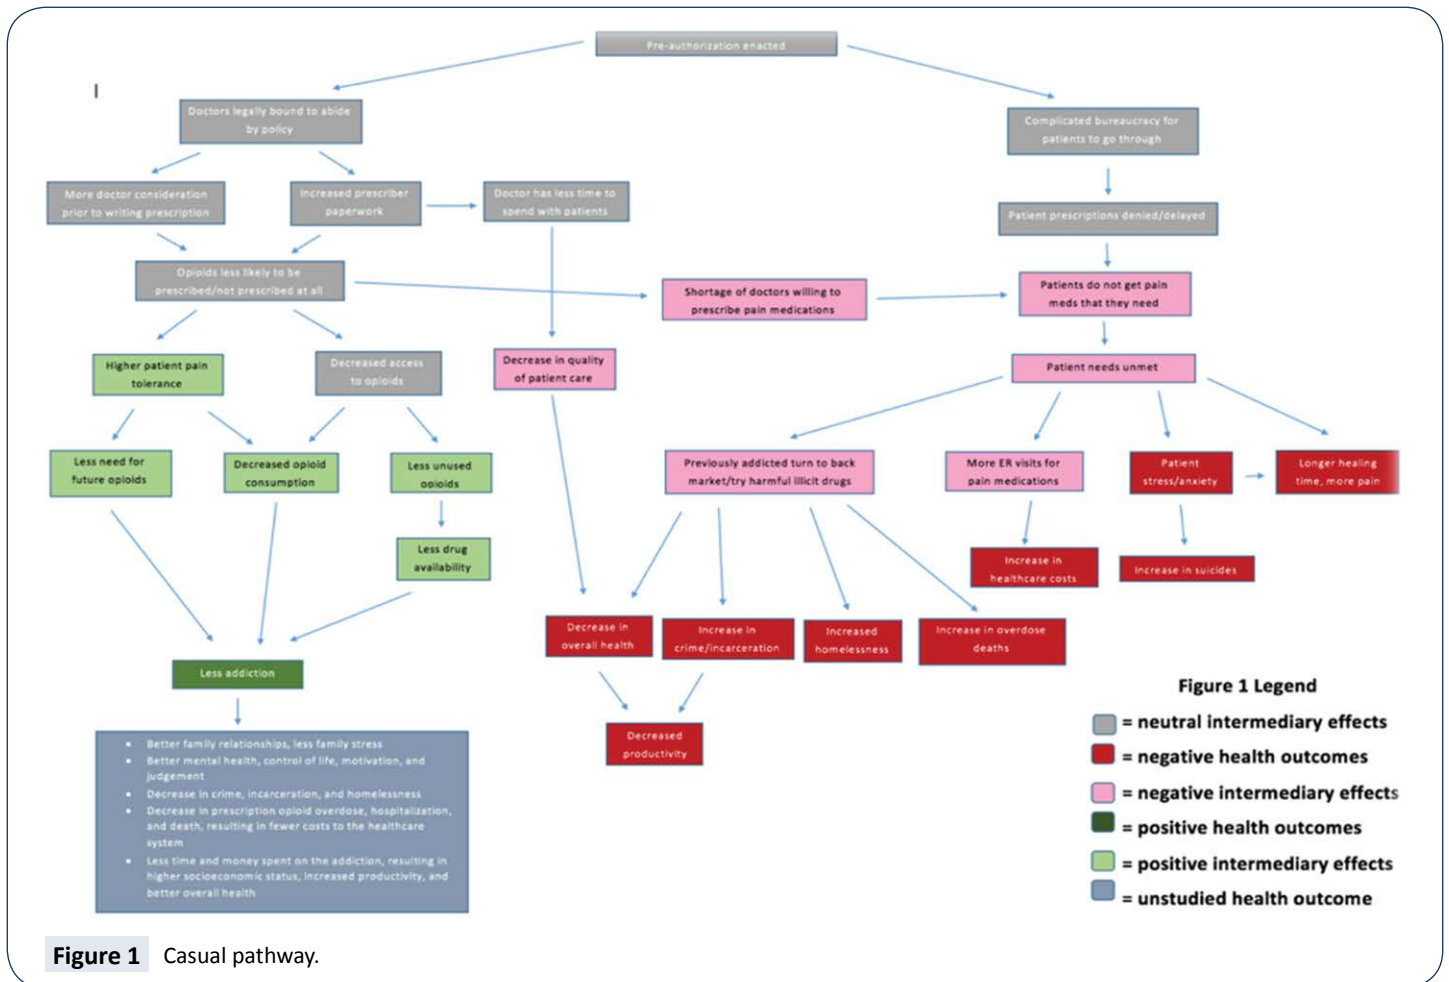 Pre-authorization enacted
Doctors legally bound to abide
by policy
Complicated bureaucracy for
patients to go through
More doctor consideration
prior to writing prescription
Increased prescriber
paperwork
Doctor has less time to
spend with patients
Patient prescriptions denied/delayed
Opioids less likely to be
prescribed/not prescribed at all
Shortage of doctors willing to
prescribe pain medications
Patients do not get pain
meds that they need
Higher patient pain
tolerance
Decreased access
to opioids
Decrease in quality
of patient care
Patient needs unmet
Less need for
future opioids
Decreased opioid
consumption
Less unused
opioids
Previously addicted turn to back
market/try harmful illicit drugs
More ER visits for
pain medications
Patient
stress/anxiety
Longer healing
time, more pain
Less drug
availability
Increase in
healthcare costs
Increase in suicides
Decrease in
overall health
Increase in
crime/incarceration
Increased
homelessness
Increase in overdose
deaths
Less addiction
Decreased
productivity
• Better family relationships, less family stress
• Better mental health, control of life, motivation, and
judgement
• Decrease in crime, incarceration, and homelessness
• Decrease in prescription opioid overdose, hospitalization,
and death, resulting in fewer costs to the healthcare
system
• Less time and money spent on the addiction, resulting in
higher socioeconomic status, increased productivity, and
better overall health
Figure 1 Legend
= neutral intermediary effects
= negative health outcomes
= negative intermediary effects
= positive health outcomes
= positive intermediary effects
= unstudied health outcome
Figure 1 Casual pathway.